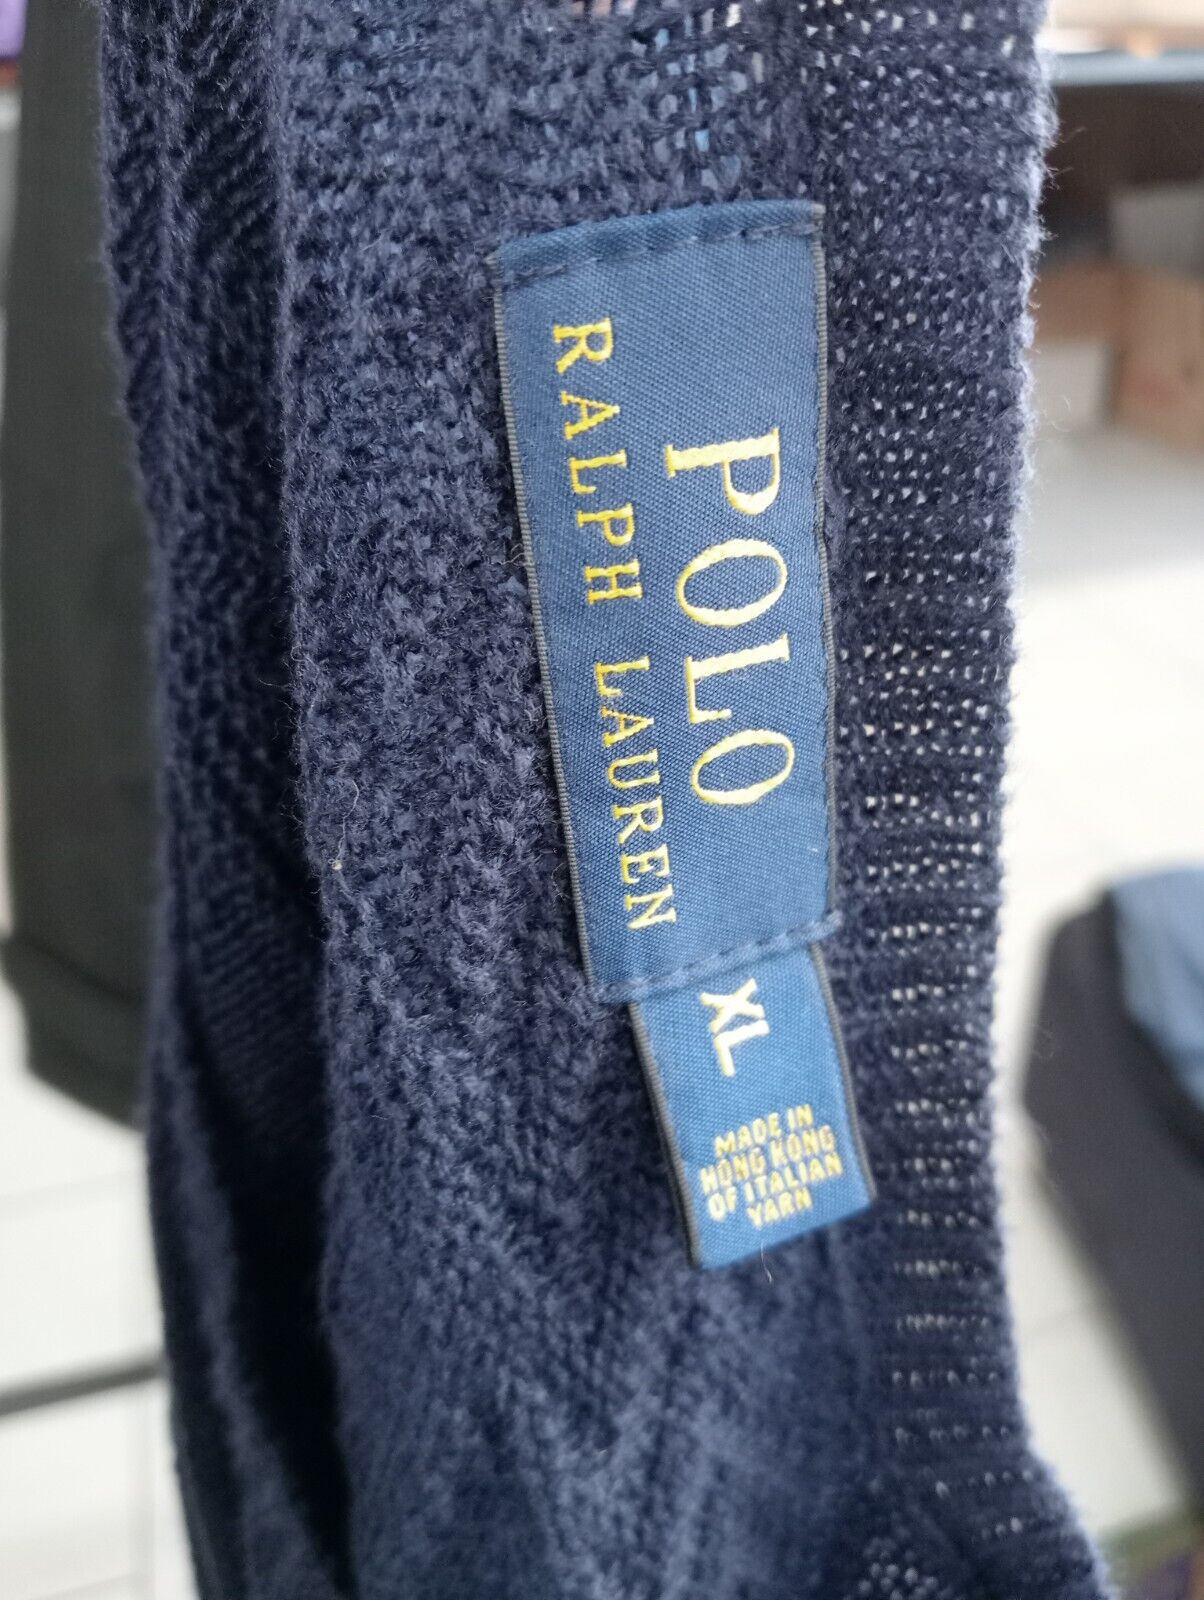 POLO
RALPH LAUREN
XL
MADE IN
HONG KONG
OF ITALIAN
YARN